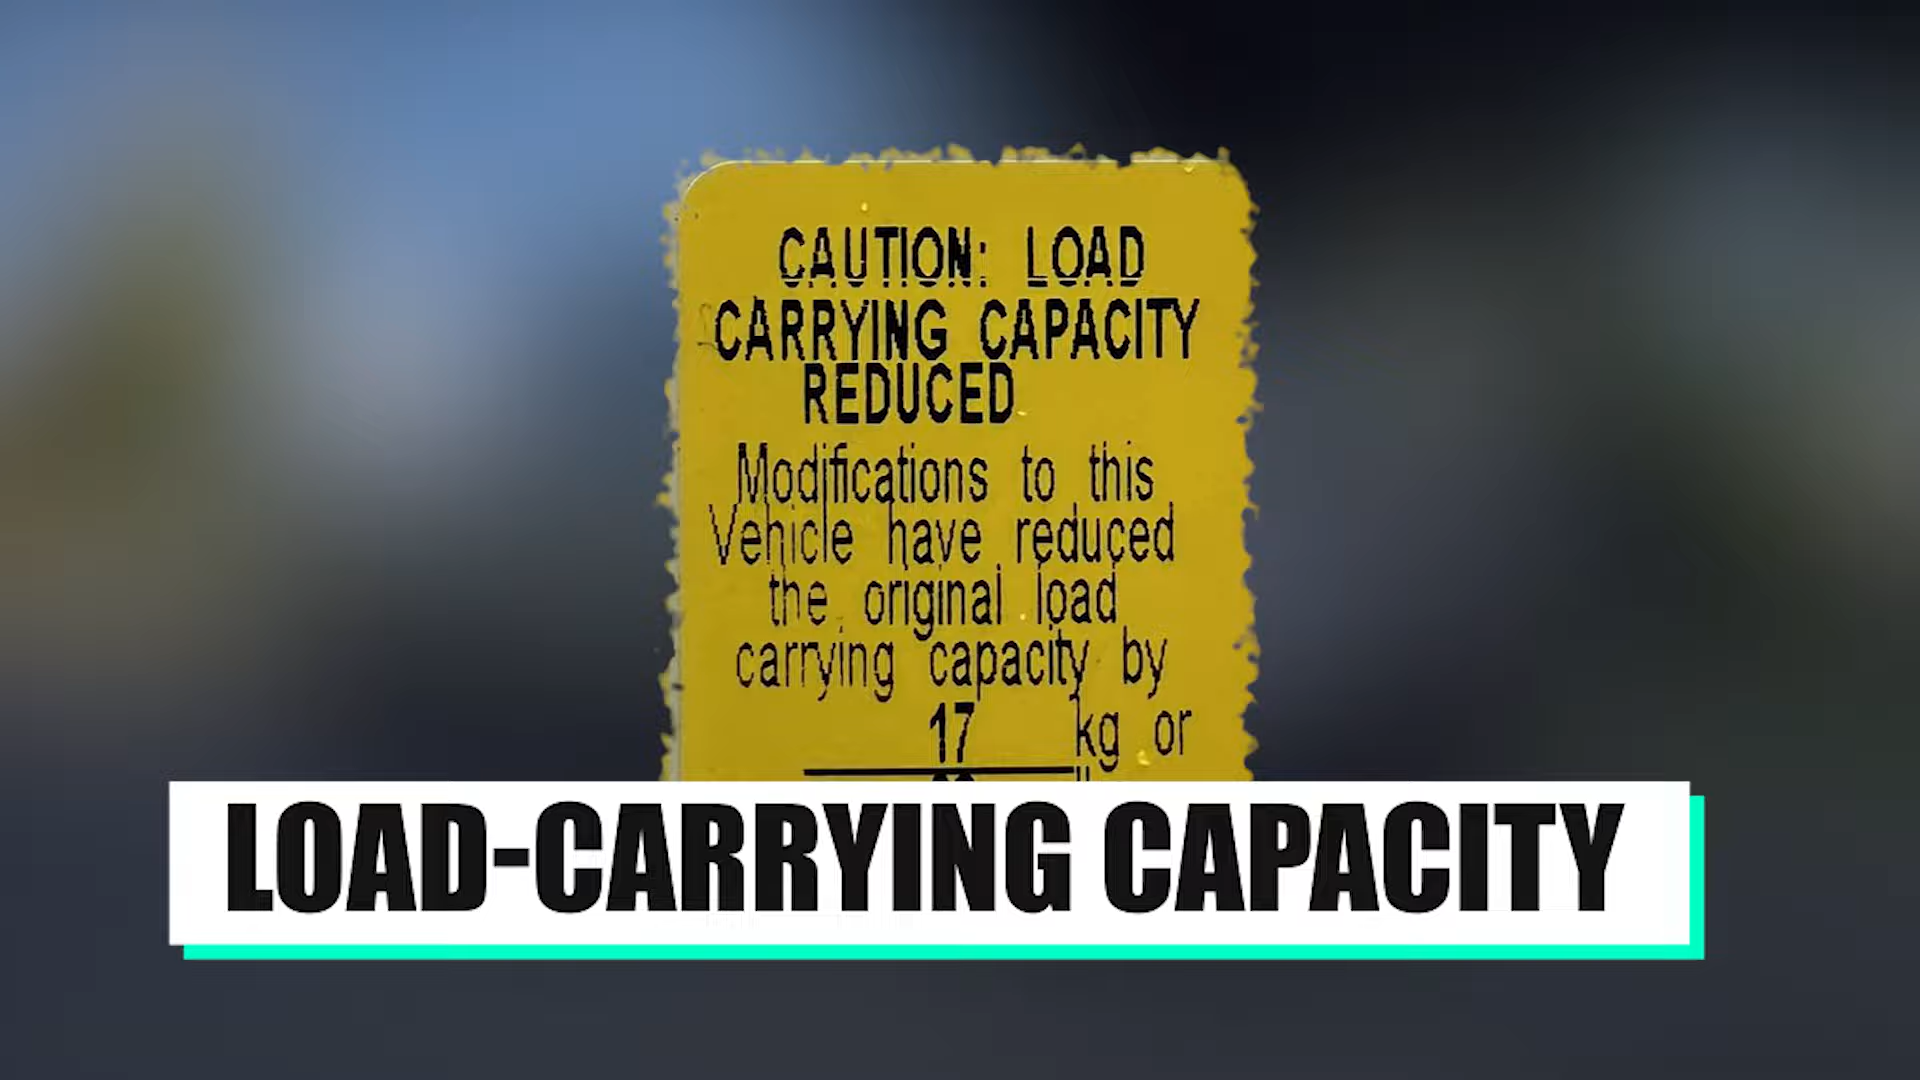 CAUTION: LOAD
CARRYING CAPACITY
REDUCED
Modifications to this
Vehicle have reduced
the original load
carrying capacity by
17 kg or
LOAD-CARRYING CAPACITY